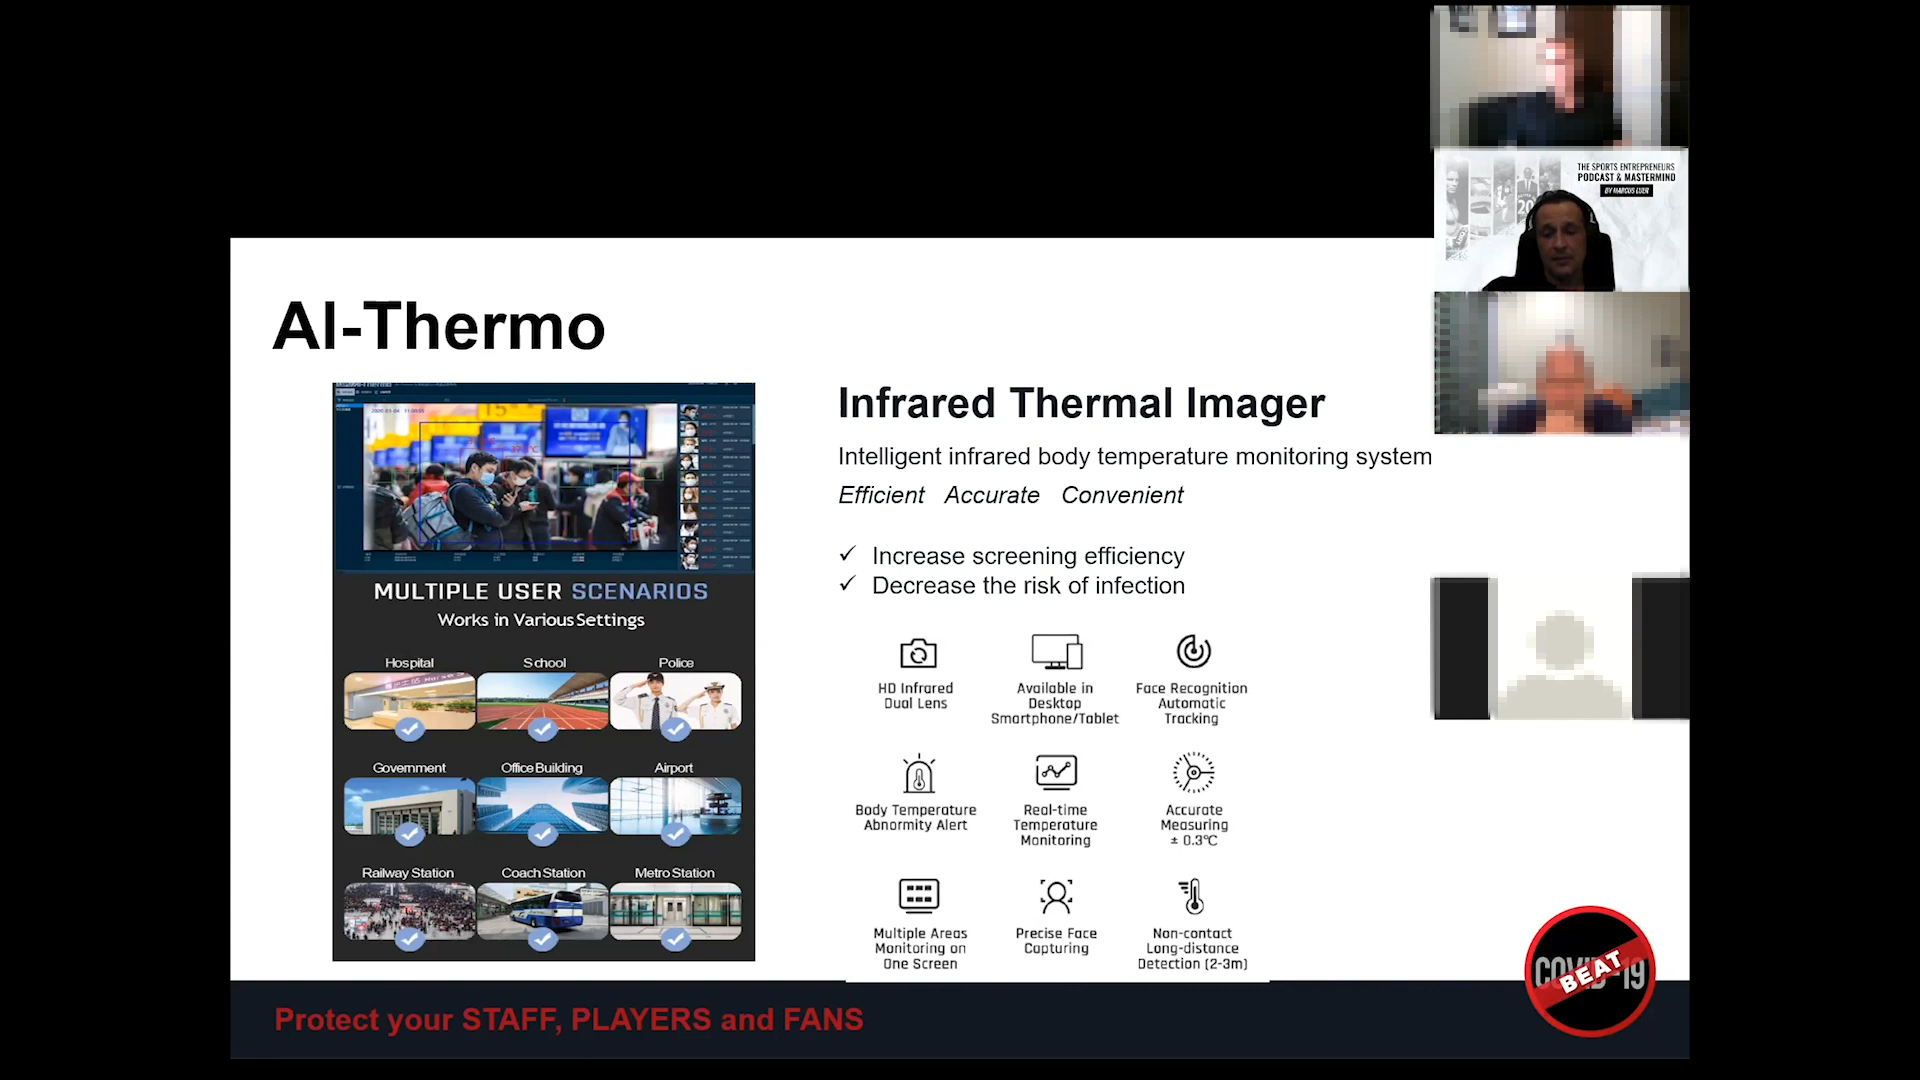 THE SPORTS ENTREPRENEURS
PODCAST & MASTERMIND
BY MARCUS LUER
AI-Thermo
MULTIPLE USER SCENARIOS
Works in Various Settings
Hospital
School
Police
Government
Office Building
Airport
Railway Station
Coach Station
Metro Station
Infrared Thermal Imager
Intelligent infrared body temperature monitoring system
Efficient Accurate Convenient
✓ Increase screening efficiency
✓ Decrease the risk of infection
HD Infrared
Dual Lens
Available in
Desktop
Smartphone/Tablet
Face Recognition
Automatic
Tracking
Body Temperature
Abnormity Alert
Real-time
Temperature
Monitoring
Accurate
Measuring
± 0.3℃
Multiple Areas
Monitoring on
One Screen
Precise Face
Capturing
Non-contact
Long-distance
Detection (2-3m)
COVID-19
BEAT
Protect your STAFF, PLAYERS and FANS